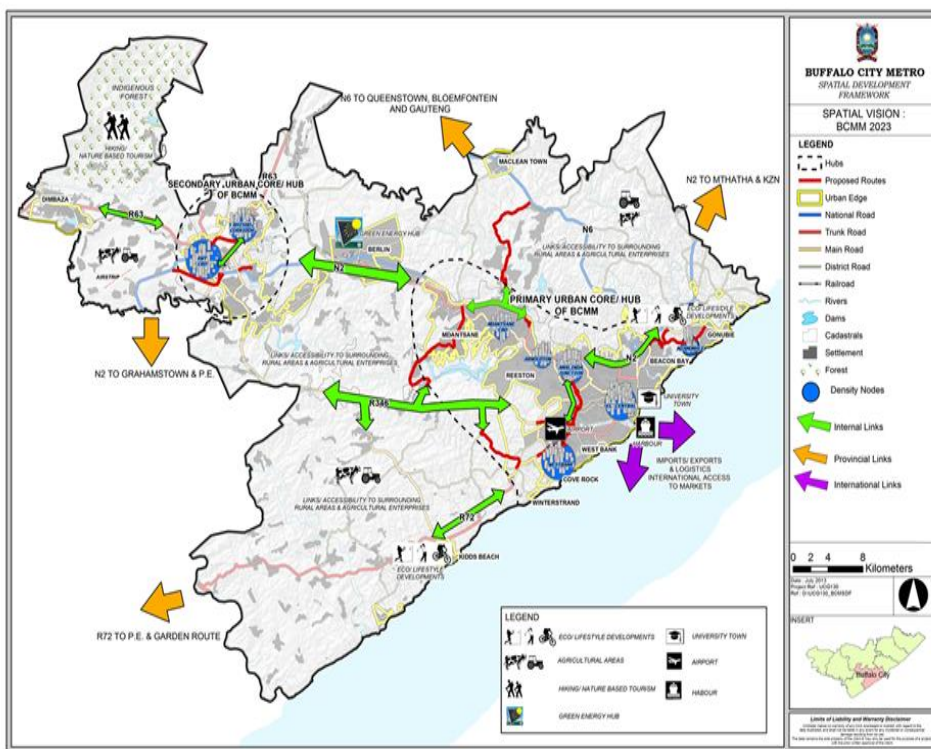 INDIGENOUS
FOREST
HIKING/
NATURE BASED TOURISM
N6 TO QUEENSTOWN, BLOEMFONTEIN
AND GAUTENG
MACLEAN TOWN
N2 TO MTHATHA & KZN
R63
SECONDARY URBAN CORE/ HUB
OF BCMM
DIMBAZA
R63
GREEN ENERGY HUB
BERLIN
N6
LINKS/ ACCESSIBILITY TO SURROUNDING
RURAL AREAS & AGRICULTURAL ENTERPRISES
AIRSTRIP
N2
PRIMARY URBAN CORE/ HUB
OF BCMM
ECO/ LIFESTYLE
DEVELOPMENTS
GONUBIE
MDANTSANE
MDANTSANE
CBD
N2
BEACON BAY
N2 TO GRAHAMSTOWN & P.E.
LINKS/ ACCESSIBILITY TO SURROUNDING
RURAL AREAS & AGRICULTURAL ENTERPRISES
REESTON
UNIVERSITY
TOWN
R346
AIRPORT
HARBOUR
WEST BANK
IMPORTS/ EXPORTS
& LOGISTICS
INTERNATIONAL ACCESS
TO MARKETS
COVE ROCK
WINTERSTRAND
LINKS/ ACCESSIBILITY TO SURROUNDING
RURAL AREAS & AGRICULTURAL ENTERPRISES
R72
KIDDS BEACH
ECO/ LIFESTYLE
DEVELOPMENTS
R72 TO P.E. & GARDEN ROUTE
LEGEND
ECO/ LIFESTYLE DEVELOPMENTS
UNIVERSITY TOWN
AGRICULTURAL AREAS
AIRPORT
HIKING/ NATURE BASED TOURISM
HABOUR
GREEN ENERGY HUB
BUFFALO CITY METRO
SPATIAL DEVELOPMENT
FRAMEWORK
SPATIAL VISION :
BCMM 2023
LEGEND
Hubs
Proposed Routes
Urban Edge
National Road
Trunk Road
Main Road
District Road
Railroad
Rivers
Dams
Cadastrals
Settlement
Forest
Density Nodes
Internal Links
Provincial Links
International Links
0 2 4 8
Kilometers
Date : July 2013
INSERT
Buffalo City
Limits of Liability and Warranty Disclaimer